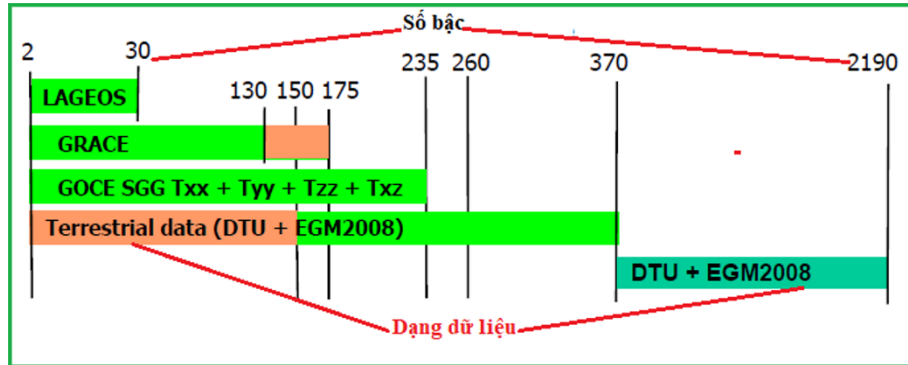 Số bậc
2 30 130 150 175 235 260 370 2190
LAGEOS
GRACE
GOCE SGG Txx + Tyy + Tzz + Txz
Terrestrial data (DTU + EGM2008)
DTU + EGM2008
Dạng dữ liệu